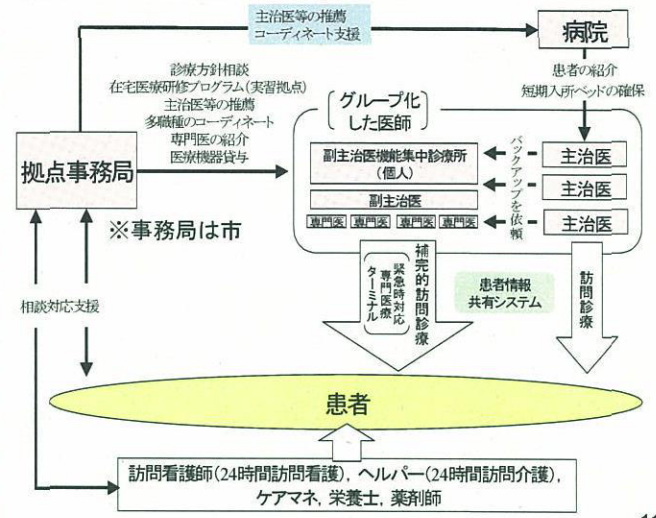 主治医等の推薦
コーディネート支援
病院
診療方針相談
在宅医療研修プログラム(実習拠点)
主治医等の推薦
多職種のコーディネート
専門医の紹介
医療機器貸与
患者の紹介
短期入所ベッドの確保
グループ化
した医師
拠点事務局
副主治医機能集中診療所
(個人)
副主治医
専門医 専門医 専門医 専門医
バックアップを依頼
主治医
主治医
主治医
※事務局は市
相談対応支援
補完的訪問診療
緊急時対応
専門医療
ターミナル
患者情報
共有システム
訪問診療
患者
訪問看護師(24時間訪問看護), ヘルパー(24時間訪問介護),
ケアマネ, 栄養士, 薬剤師